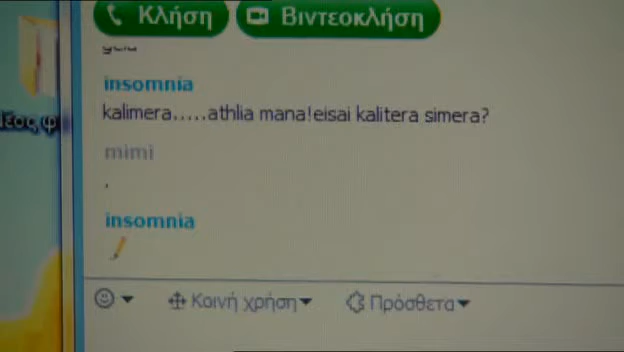 Κλήση Βιντεοκλήση
insomnia
kalimera.....athlia mana!eisai kalitera simera?
mimi
.
insomnia
Κοινή χρήση Πρόσθετα